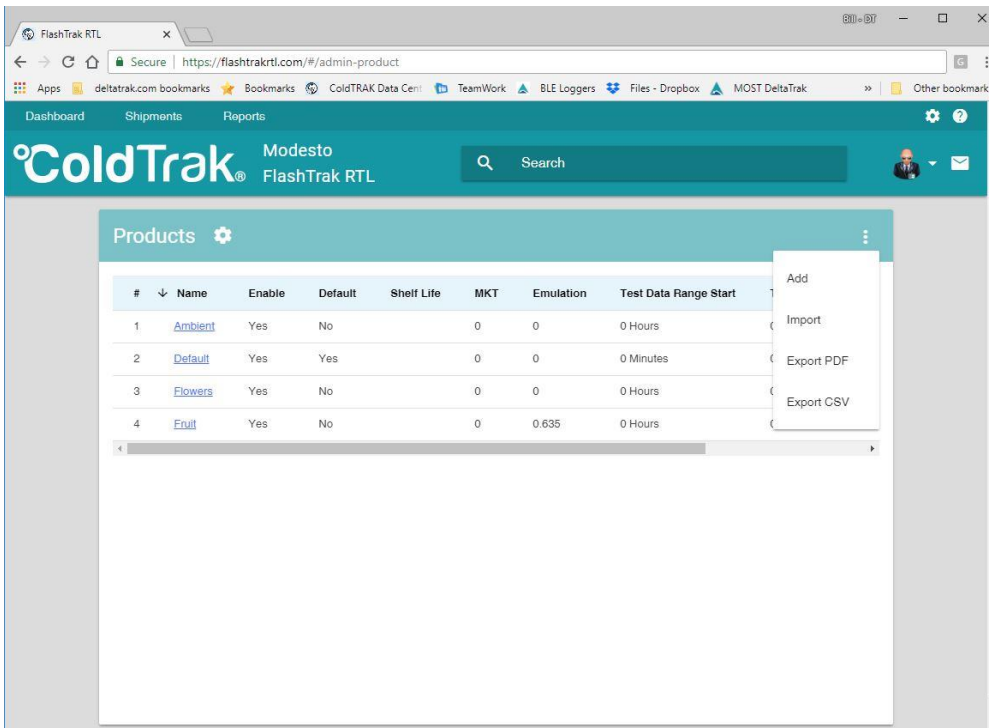 Bill - DT
FlashTrak RTL
Secure https://flashtrakrtl.com/#/admin-product
G
Apps deltatrak.com bookmarks Bookmarks ColdTRAK Data Cent TeamWork BLE Loggers Files - Dropbox MOST DeltaTrak » Other bookmark
Dashboard Shipments Reports
°ColdTrak® Modesto
FlashTrak RTL
Search
Products
# Name Enable Default Shelf Life MKT Emulation Test Data Range Start T
1 Ambient Yes No 0 0 0 Hours
2 Default Yes Yes 0 0 0 Minutes
3 Flowers Yes No 0 0 0 Hours
4 Fruit Yes No 0 0.635 0 Hours
Add
Import
Export PDF
Export CSV